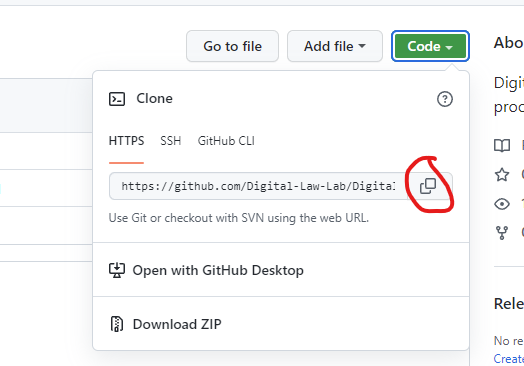 Go to file
Add file
Code
Abo
Clone
Digit
proc
HTTPS SSH GitHub CLI
https://github.com/Digital-Law-Lab/Digital
Use Git or checkout with SVN using the web URL.
Open with GitHub Desktop
Rele
Download ZIP
No re
Create